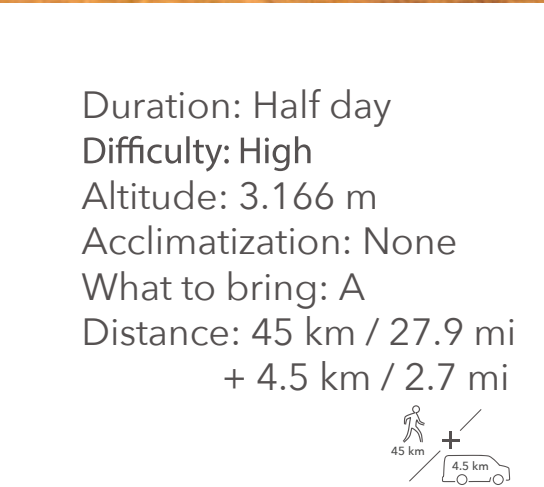 Duration: Half day
Difficulty: High
Altitude: 3.166 m
Acclimatization: None
What to bring: A
Distance: 45 km / 27.9 mi
+ 4.5 km / 2.7 mi
45 km
+
4.5 km